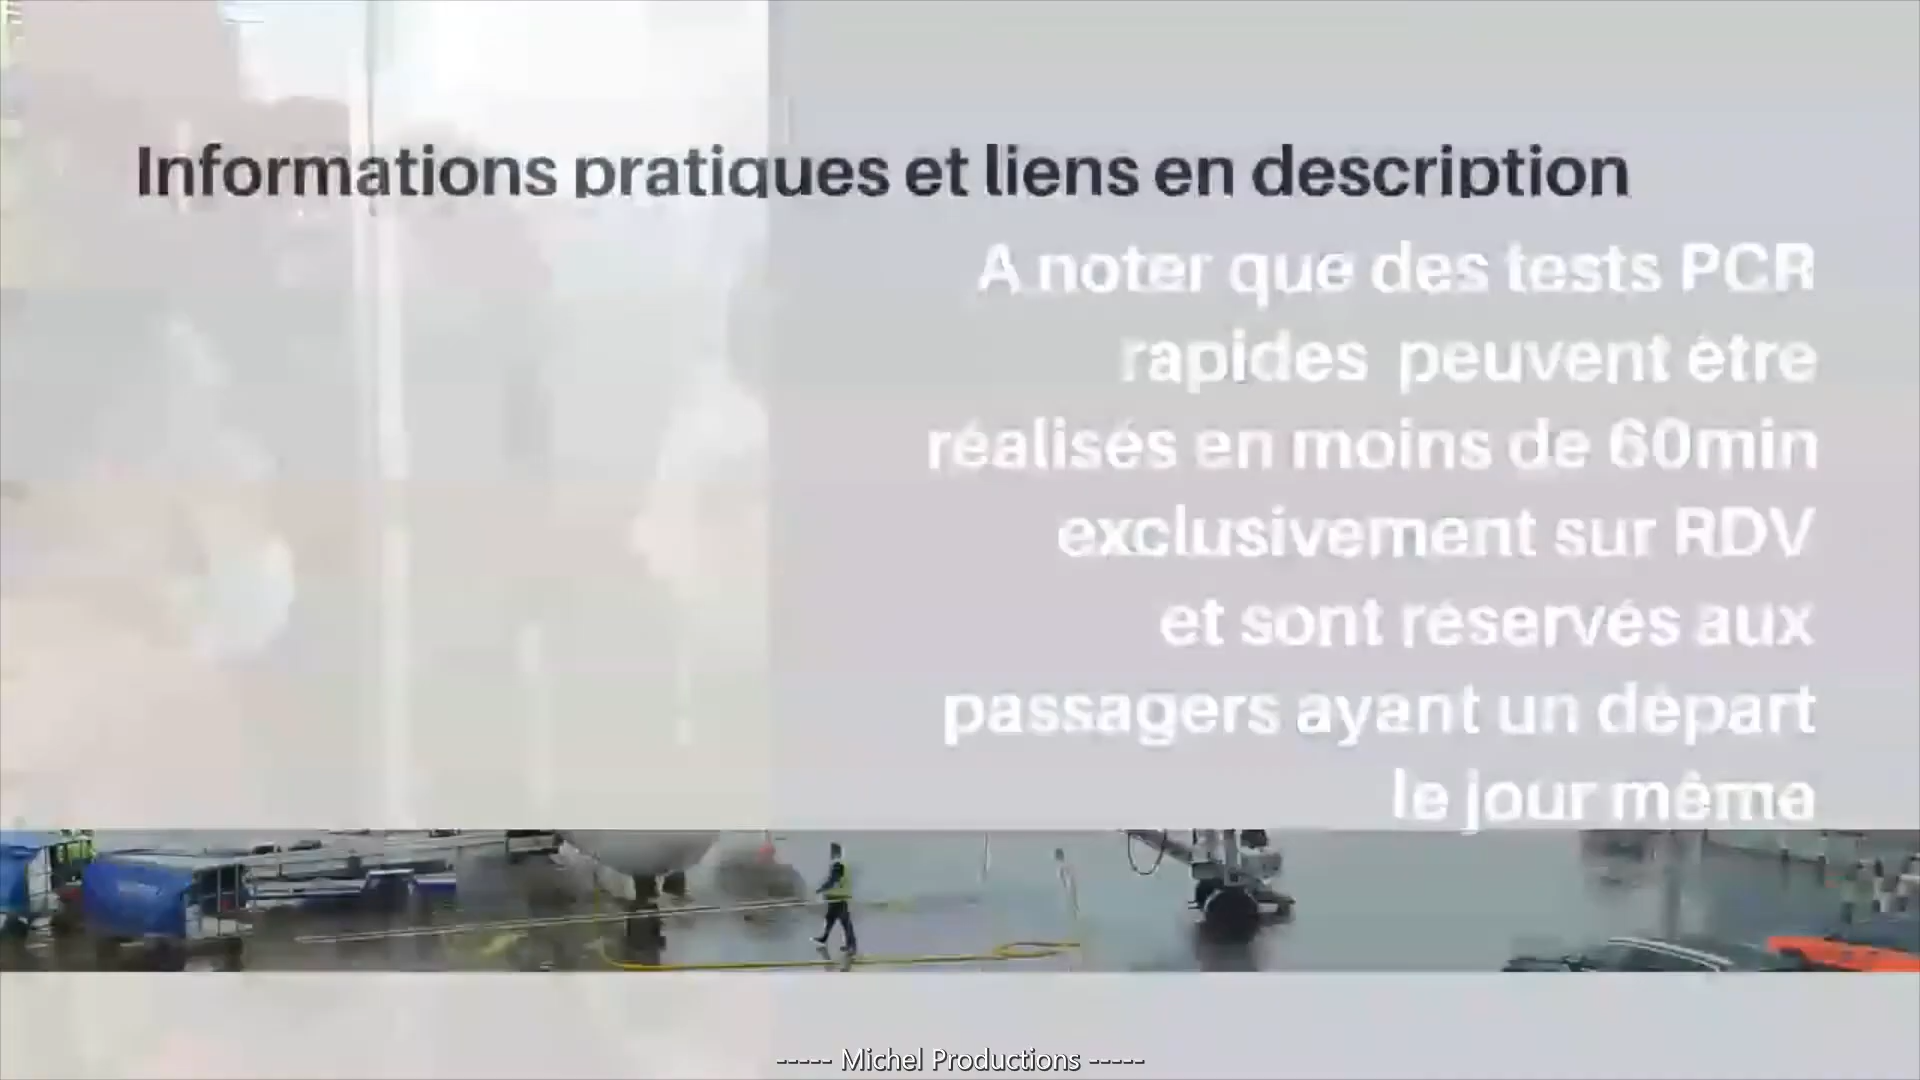 Informations pratiques et liens en description
A noter que des tests PCR
rapides peuvent être
réalisés en moins de 60min
exclusivement sur RDV
et sont réservés aux
passagers ayant un départ
le jour même
----- Michel Productions -----